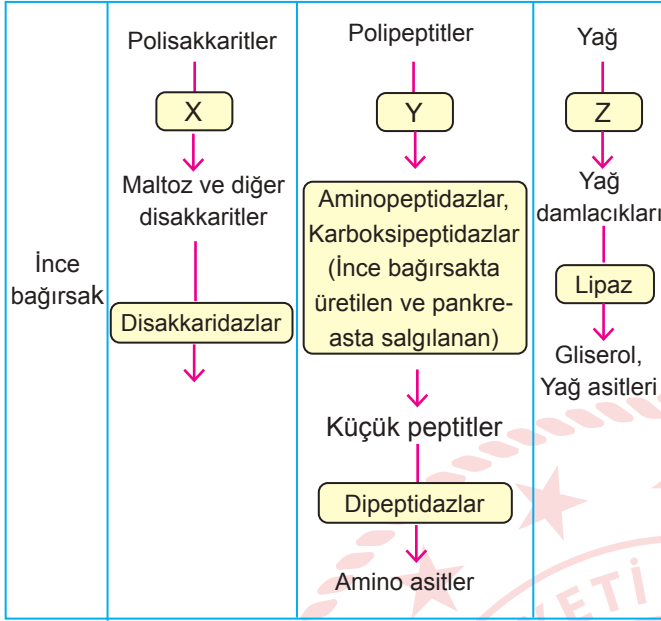 İnce
bağırsak
Polisakkaritler
X
Maltoz ve diğer
disakkaritler
Disakkaridazlar
Polipeptitler
Y
Aminopeptidazlar,
Karboksipeptidazlar
(İnce bağırsakta
üretilen ve pankre-
asta salgılanan)
Küçük peptitler
Dipeptidazlar
Amino asitler
Yağ
Z
Yağ
damlacıkları
Lipaz
Gliserol,
Yağ asitleri
YETİ